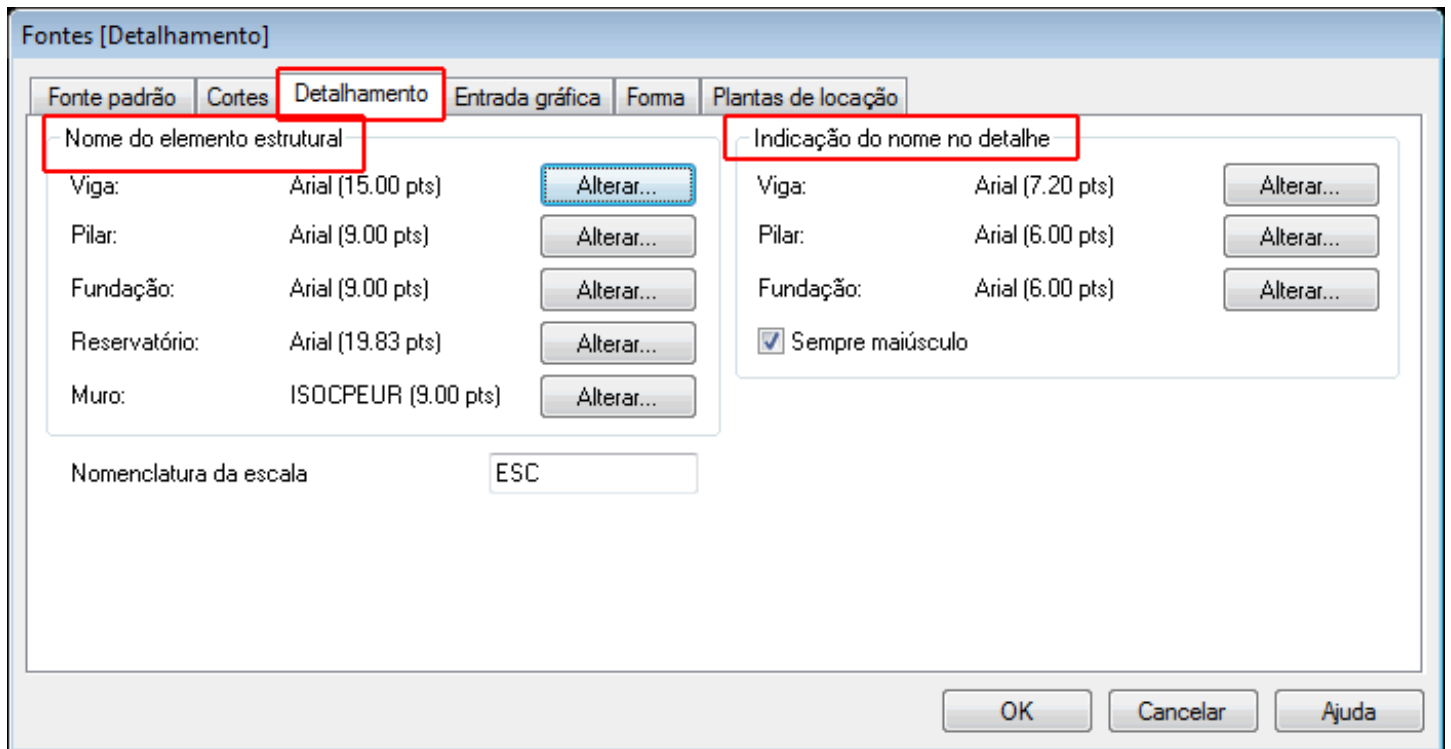 Fontes [Detalhamento]
Fonte padrão Cortes Detalhamento Entrada gráfica Forma Plantas de locação
Nome do elemento estrutural
Viga: Arial (15.00 pts) Alterar...
Pilar: Arial (9.00 pts) Alterar...
Fundação: Arial (9.00 pts) Alterar...
Reservatório: Arial (19.83 pts) Alterar...
Muro: ISOCPEUR (9.00 pts) Alterar...
Nomenclatura da escala ESC
Indicação do nome no detalhe
Viga: Arial (7.20 pts) Alterar...
Pilar: Arial (6.00 pts) Alterar...
Fundação: Arial (6.00 pts) Alterar...
Sempre maiúsculo
OK Cancelar Ajuda